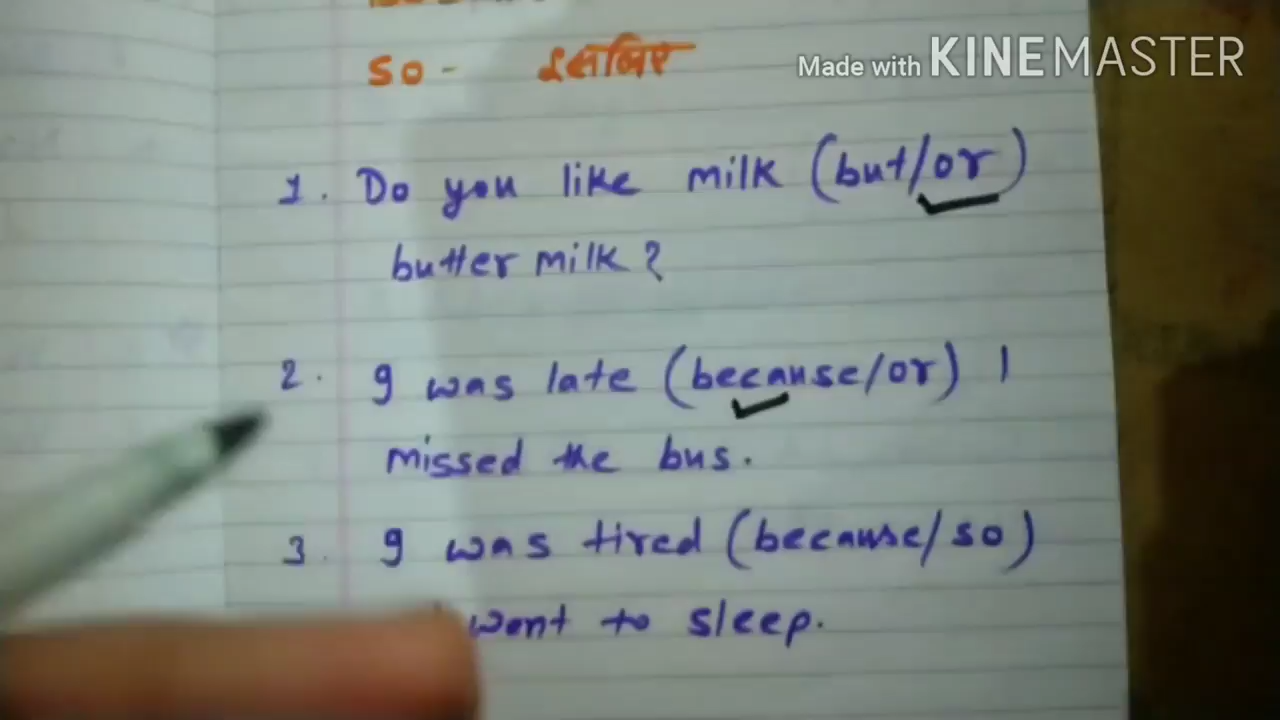 so - इसलिए
Made with KINEMASTER
1. Do you like milk (but/or)
butter milk?
2. I was late (because/or) I
missed the bus.
3. I was tired (because/so)
went to sleep.